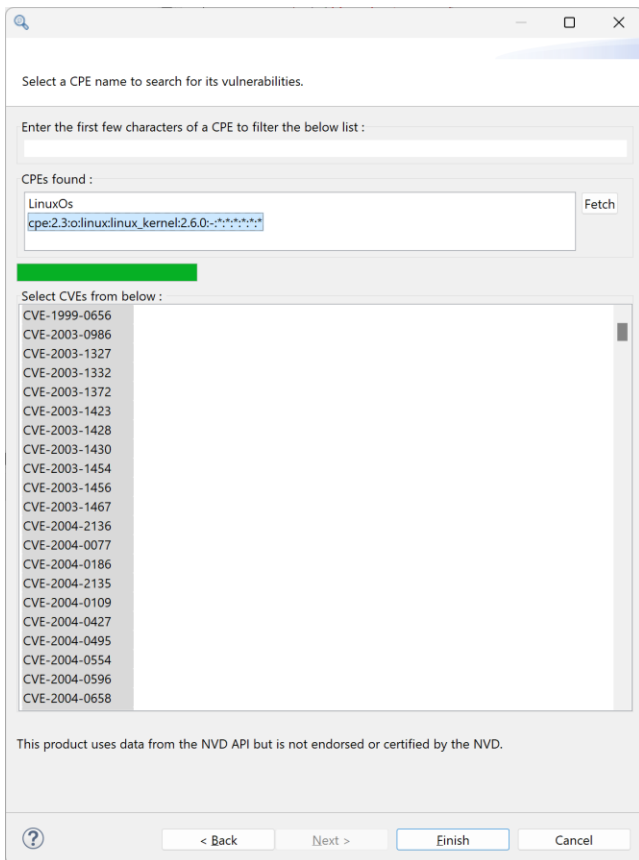 Select a CPE name to search for its vulnerabilities.
Enter the first few characters of a CPE to filter the below list :
CPEs found :
LinuxOs
Fetch
cpe:2.3:o:linux:linux_kernel:2.6.0:-:*:*:*:*:*:*
Select CVEs from below :
CVE-1999-0656
CVE-2003-0986
CVE-2003-1327
CVE-2003-1332
CVE-2003-1372
CVE-2003-1423
CVE-2003-1428
CVE-2003-1430
CVE-2003-1454
CVE-2003-1456
CVE-2003-1467
CVE-2004-2136
CVE-2004-0077
CVE-2004-0186
CVE-2004-2135
CVE-2004-0109
CVE-2004-0427
CVE-2004-0495
CVE-2004-0554
CVE-2004-0596
CVE-2004-0658
This product uses data from the NVD API but is not endorsed or certified by the NVD.
? < Back Next > Finish Cancel